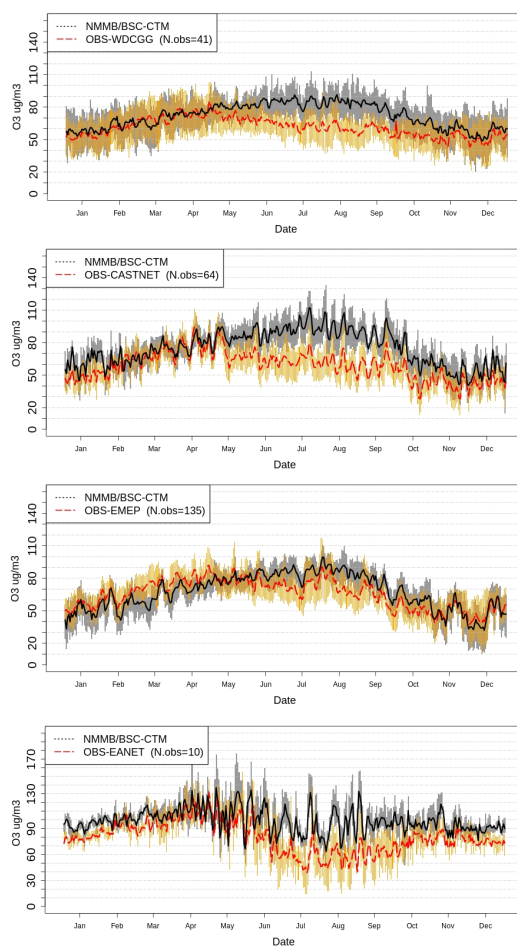 NMMB/BSC-CTM
OBS-WDCGG (N.obs=41)
O3 ug/m3
140
110
80
50
20
0
Jan Feb Mar Apr May Jun Jul Aug Sep Oct Nov Dec
Date
NMMB/BSC-CTM
OBS-CASTNET (N.obs=64)
O3 ug/m3
140
110
80
50
20
0
Jan Feb Mar Apr May Jun Jul Aug Sep Oct Nov Dec
Date
NMMB/BSC-CTM
OBS-EMEP (N.obs=135)
O3 ug/m3
140
110
80
50
20
0
Jan Feb Mar Apr May Jun Jul Aug Sep Oct Nov Dec
Date
NMMB/BSC-CTM
OBS-EANET (N.obs=10)
O3 ug/m3
170
130
90
60
30
0
Jan Feb Mar Apr May Jun Jul Aug Sep Oct Nov Dec
Date